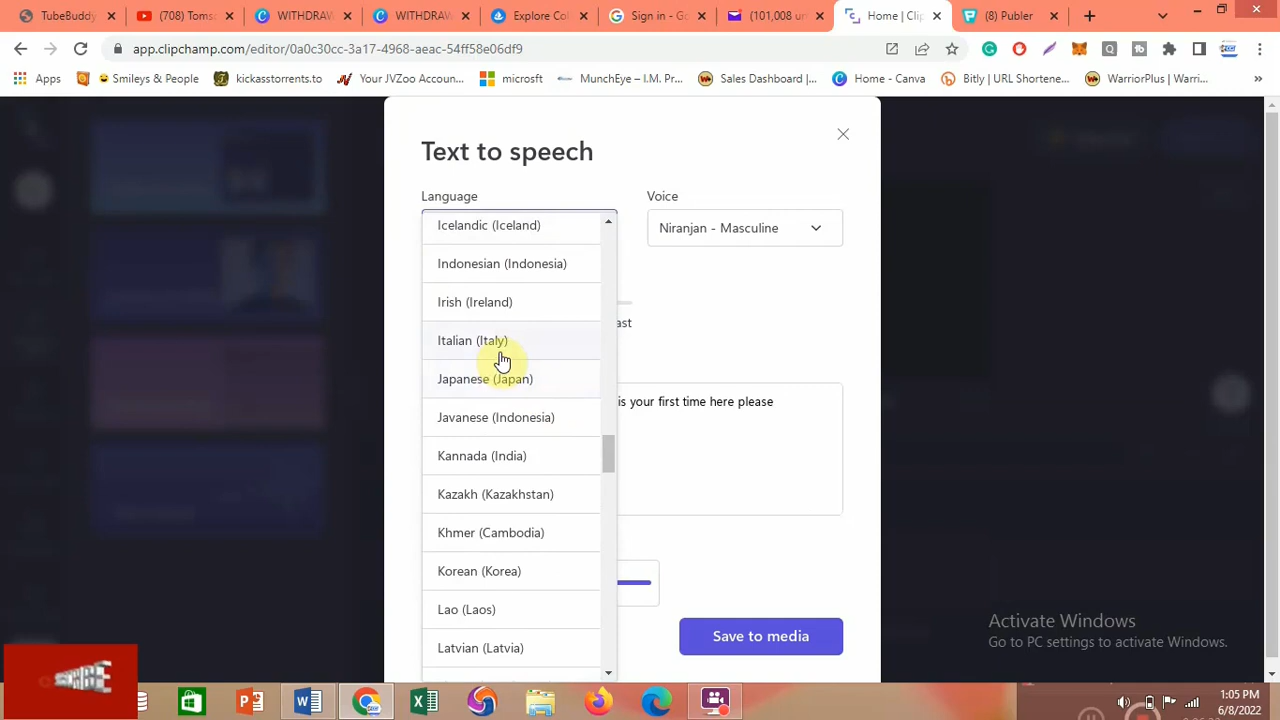 TubeBuddy
(708) Toms
WITHDRAW
WITHDRAW
Explore Co
Sign in - Go
(101,008 un
Home | Clip
(8) Publer
app.clipchamp.com/editor/0a0c30cc-3a17-4968-aeac-54ff58e06df9
Apps
Smileys & People
kickasstorrents.to
Your JVZoo Accoun...
microsft
MunchEye – I.M. Pr...
Sales Dashboard |...
Home - Canva
Bitly | URL Shortene...
WarriorPlus | Warri...
»
Text to speech
Language
Voice
Icelandic (Iceland)
Niranjan - Masculine
Indonesian (Indonesia)
Irish (Ireland)
ast
Italian (Italy)
Japanese (Japan)
is your first time here please
Javanese (Indonesia)
Kannada (India)
Kazakh (Kazakhstan)
Khmer (Cambodia)
Korean (Korea)
Lao (Laos)
Latvian (Latvia)
Save to media
Activate Windows
Go to PC settings to activate Windows.
1:05 PM
6/8/2022